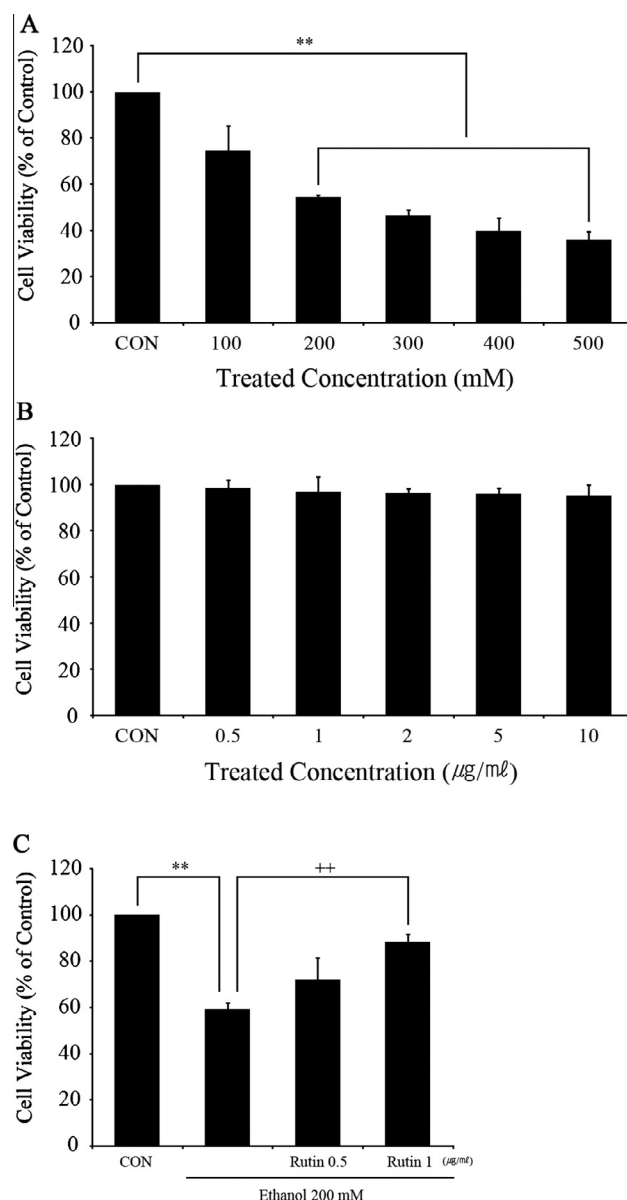 A
Cell Viability (% of Control)
120
100
80
60
40
20
0
**
CON 100 200 300 400 500
Treated Concentration (mM)
B
Cell Viability (% of Control)
120
100
80
60
40
20
0
CON 0.5 1 2 5 10
Treated Concentration (㎍/㎖)
C
Cell Viability (% of Control)
120
100
80
60
40
20
0
** ++
CON Rutin 0.5 Rutin 1 (㎍/㎖)
Ethanol 200 mM